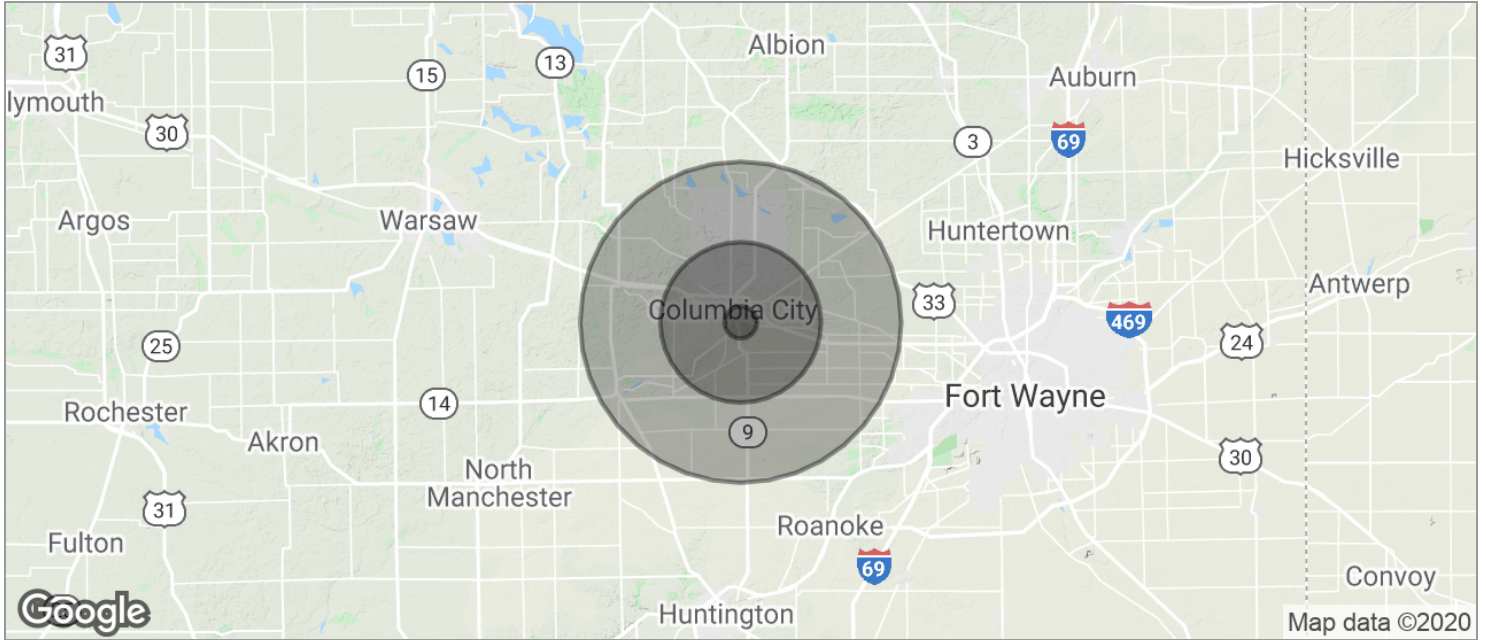 Albion
31
13
15
Auburn
lymouth
30
3
69
Hicksville
Argos
Warsaw
Huntertown
Antwerp
33
Columbia City
469
24
25
Fort Wayne
14
Rochester
9
Akron
30
North
Manchester
31
Roanoke
Fulton
69
Convoy
Google
Huntington
Map data ©2020